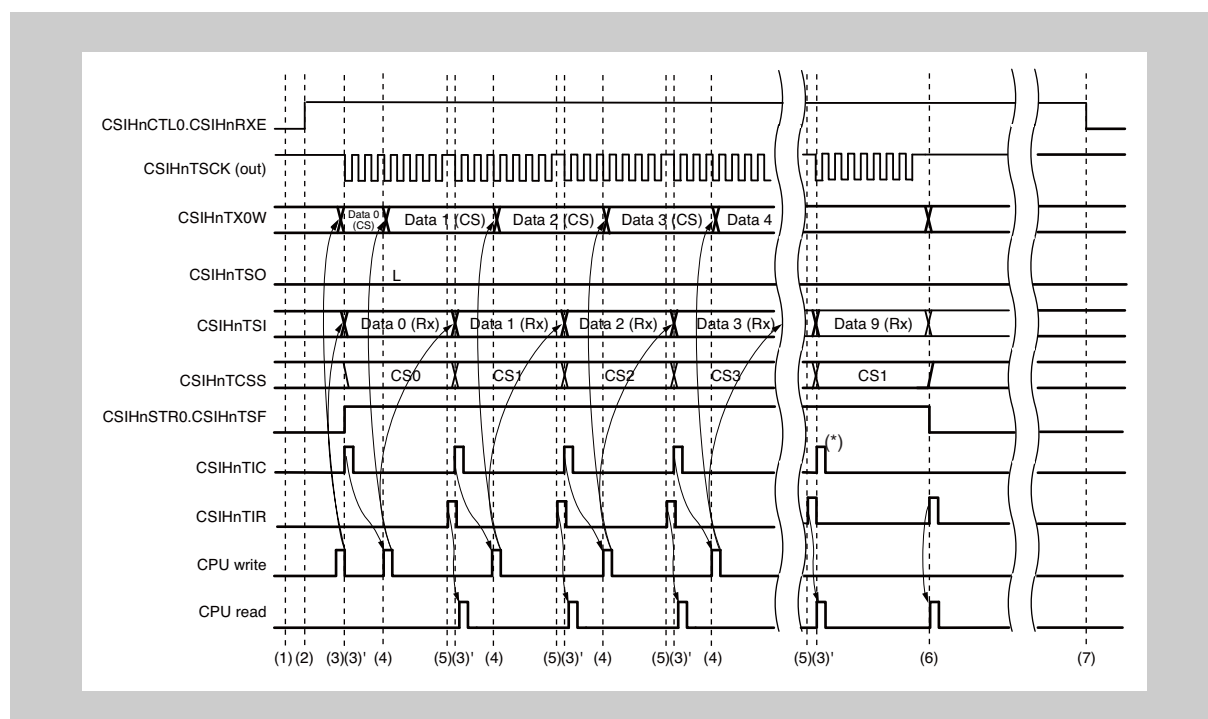 CSIHnCTL0.CSIHnRXE
CSIHnTSCK (out)
CSIHnTX0W Data 0 (CS) Data 1 (CS) Data 2 (CS) Data 3 (CS) Data 4
CSIHnTSO L
CSIHnTSI Data 0 (Rx) Data 1 (Rx) Data 2 (Rx) Data 3 (Rx) Data 9 (Rx)
CSIHnTCSS CS0 CS1 CS2 CS3 CS1
CSIHnSTR0.CSIHnTSF
CSIHnTIC (*)
CSIHnTIR
CPU write
CPU read
(1)(2) (3)(3)' (4) (5)(3)' (4) (5)(3)' (4) (5)(3)' (4) (5)(3)' (6) (7)